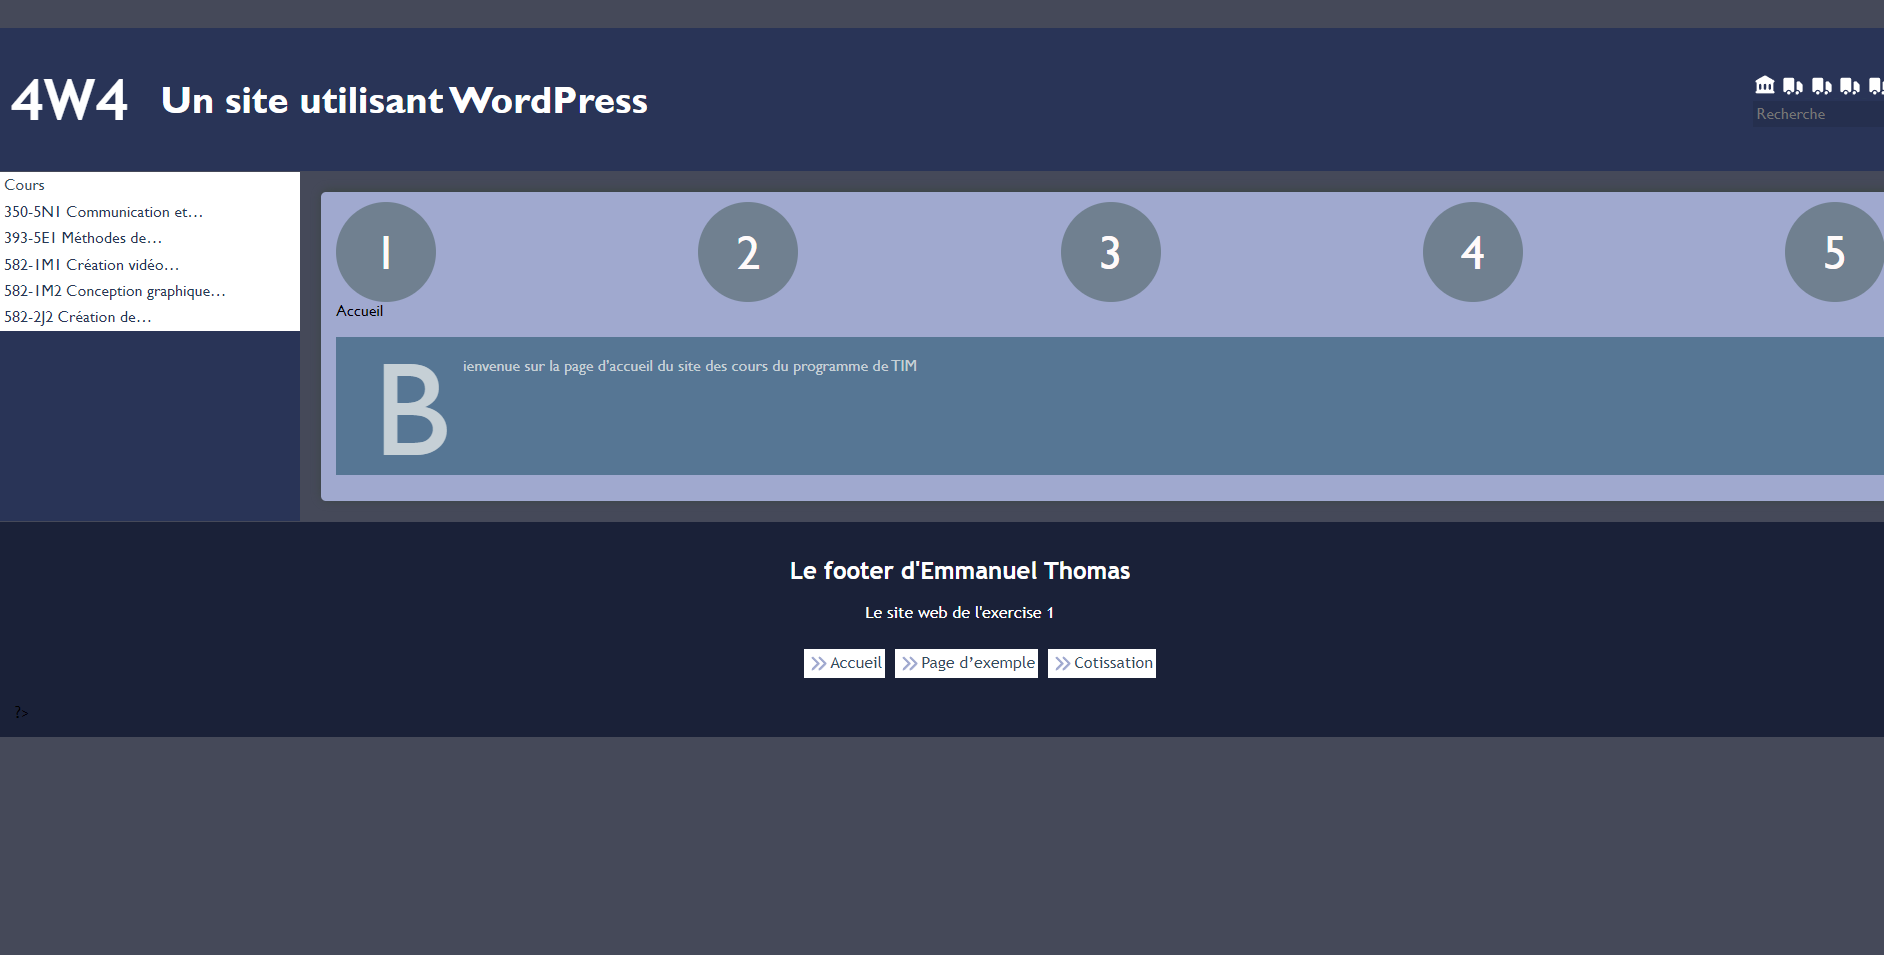 4W4
Un site utilisant WordPress
Recherche
Cours
350-5N1 Communication et…
393-5E1 Méthodes de…
582-1M1 Création vidéo…
582-1M2 Conception graphique…
582-2J2 Création de…
1
2
3
4
5
Accueil
Bienvenue sur la page d’accueil du site des cours du programme de TIM
Le footer d'Emmanuel Thomas
Le site web de l'exercise 1
Accueil
Page d’exemple
Cotissation
?>